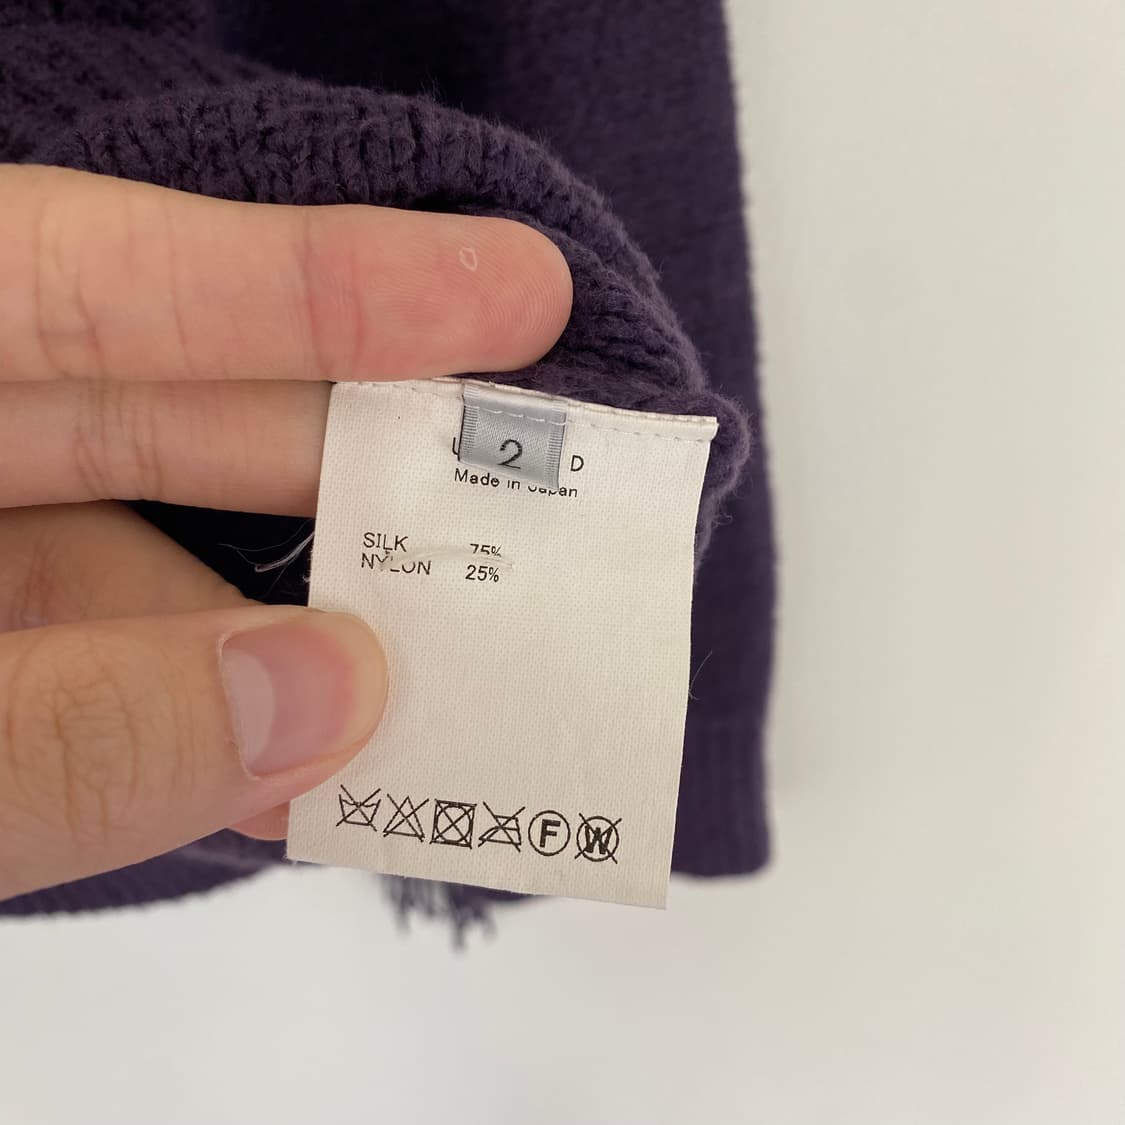 2
D
Made in Japan
SILK 75%
NYLON 25%
F W